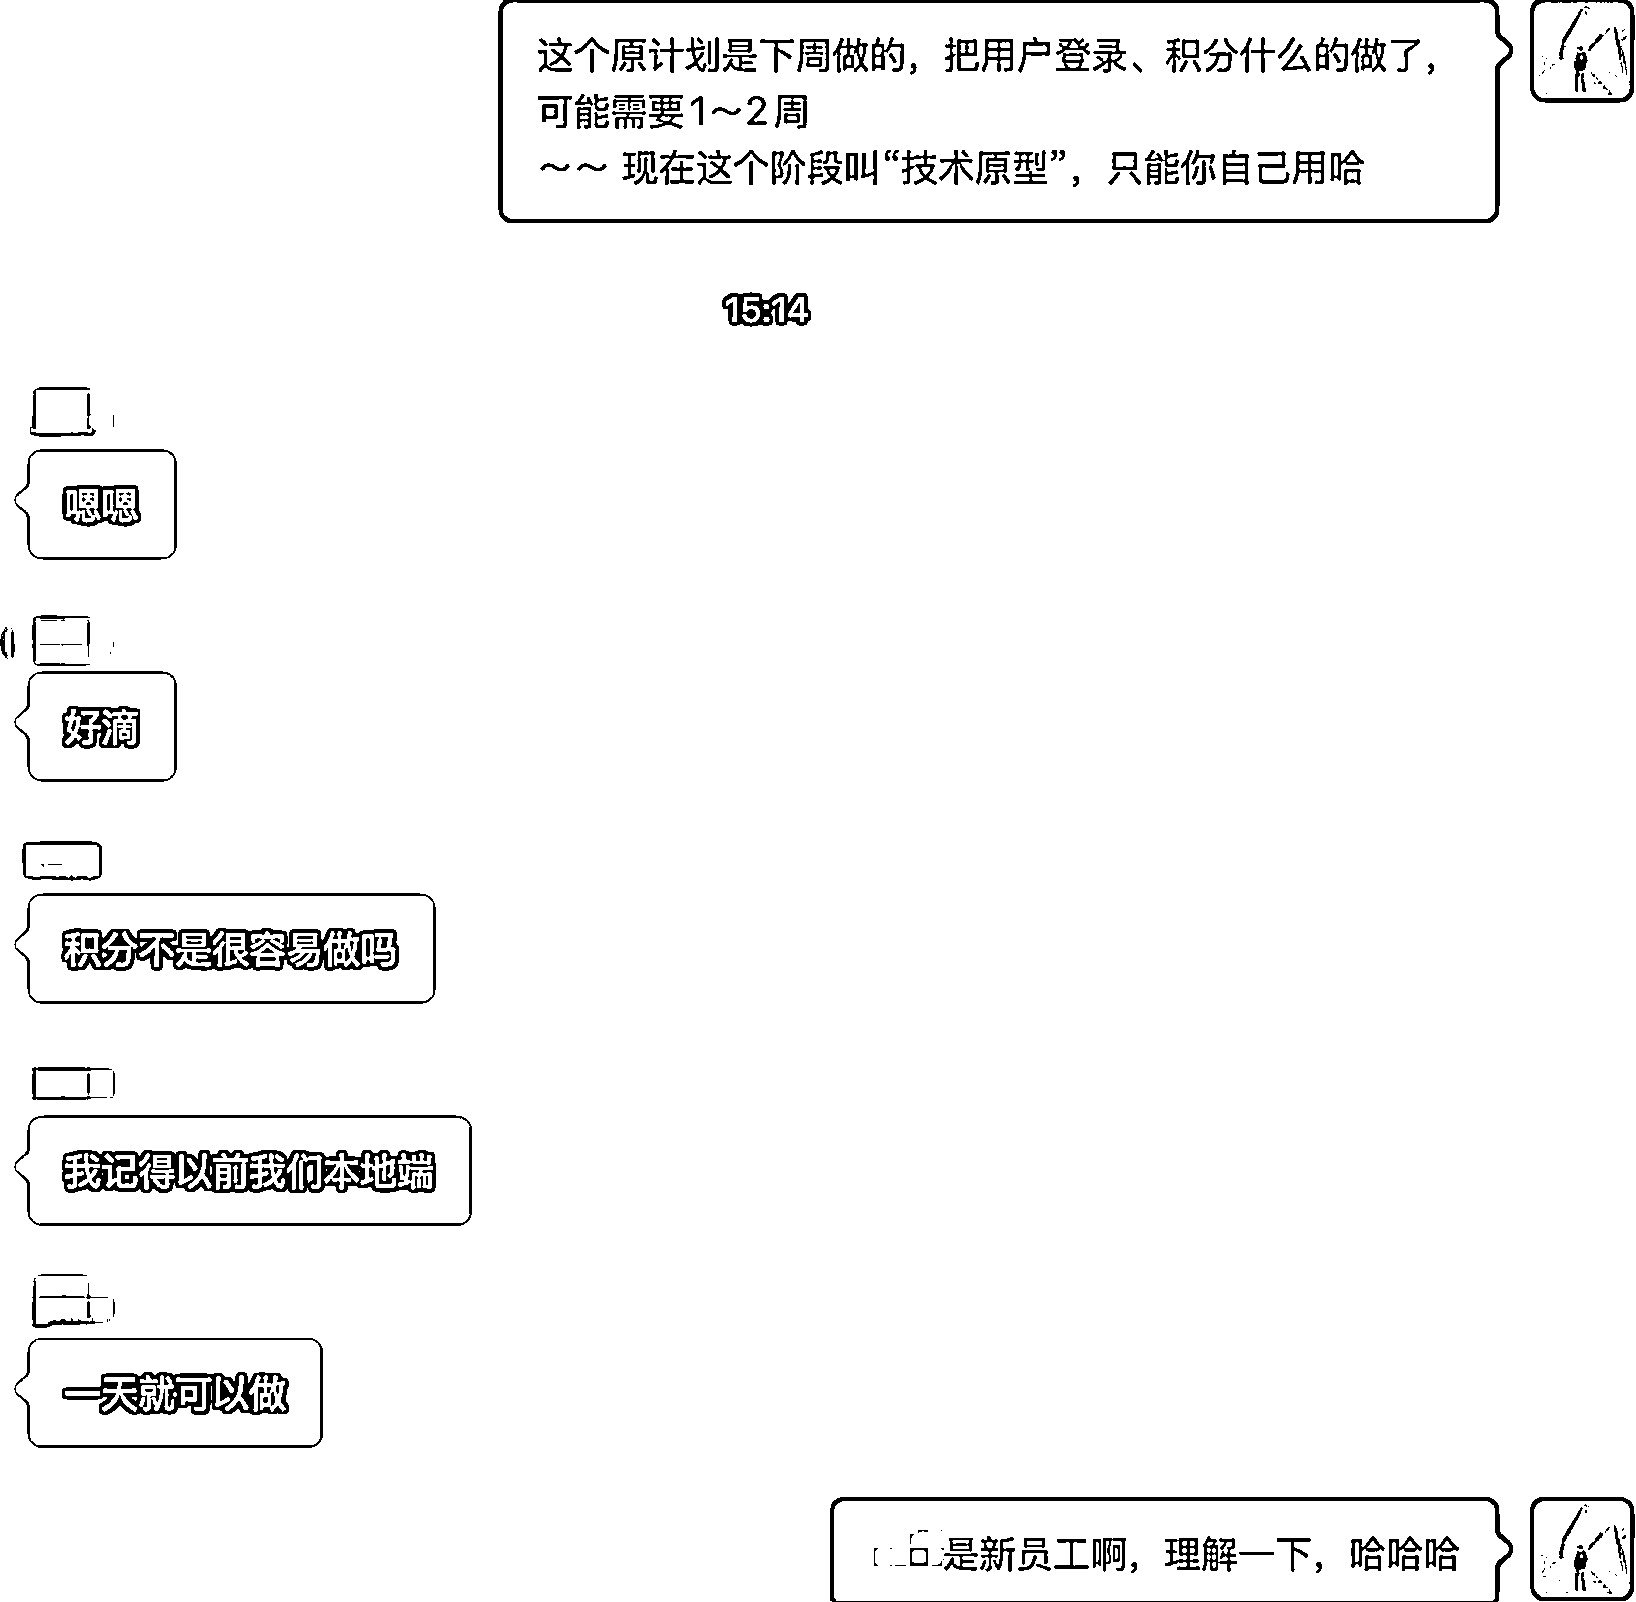 这个原计划是下周做的，把用户登录、积分什么的做了，
可能需要1～2周
～～ 现在这个阶段叫“技术原型”，只能你自己用哈
15:14
嗯嗯
好滴
积分不是很容易做吗
我记得以前我们本地端
一天就可以做
是新员工啊，理解一下，哈哈哈